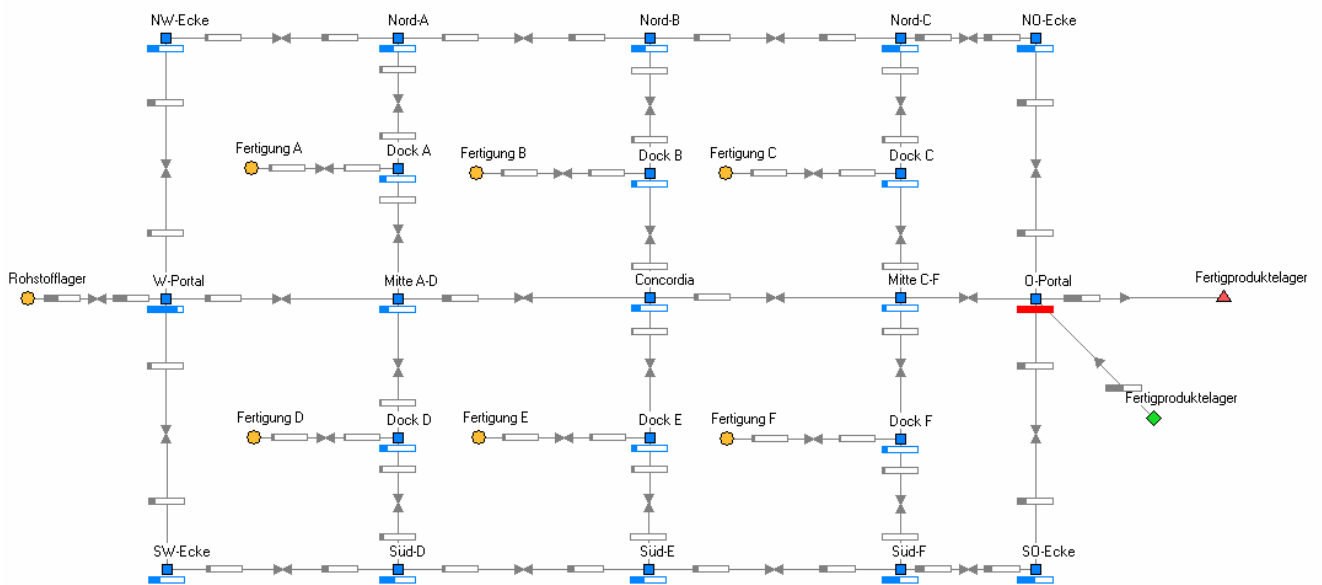 NW-Ecke
Nord-A
Nord-B
Nord-C
NO-Ecke
Fertigung A
Dock A
Fertigung B
Dock B
Fertigung C
Dock C
Rohstofflager
W-Portal
Mitte A-D
Concordia
Mitte C-F
O-Portal
Fertigproduktelager
Fertigproduktelager
Fertigung D
Dock D
Fertigung E
Dock E
Fertigung F
Dock F
SW-Ecke
Süd-D
Süd-E
Süd-F
SO-Ecke